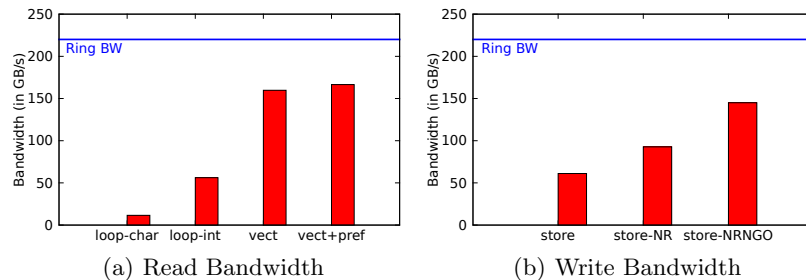 250
200
150
100
50
0
Bandwidth (in GB/s)
Ring BW
loop-char loop-int vect vect+pref
(a) Read Bandwidth
250
200
150
100
50
0
Bandwidth (in GB/s)
Ring BW
store store-NR store-NRNGO
(b) Write Bandwidth